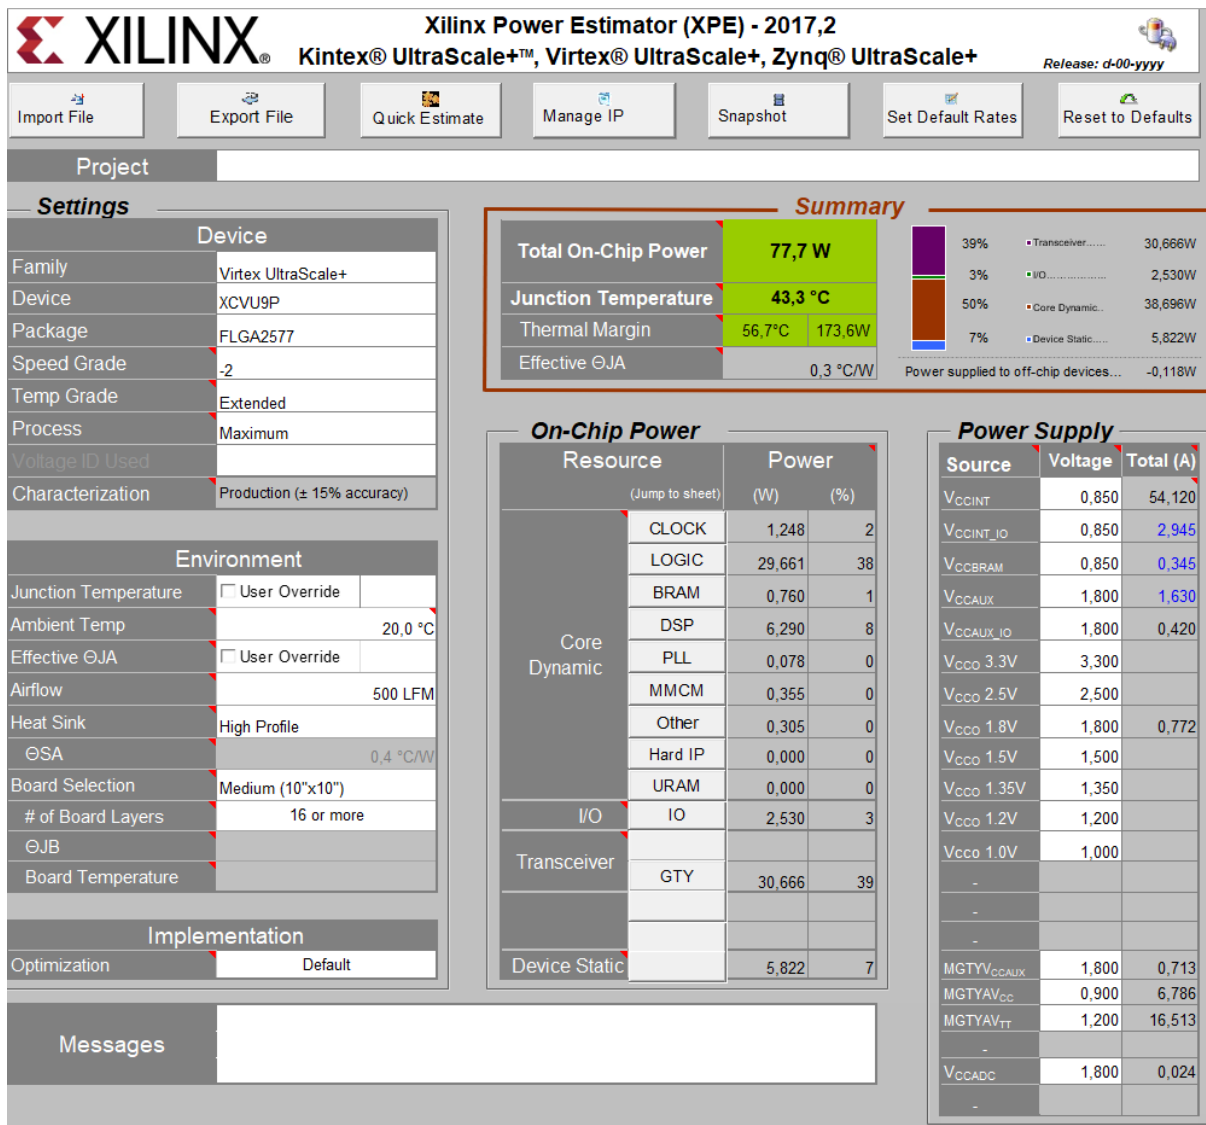 XILINX®
Xilinx Power Estimator (XPE) - 2017,2
Kintex® UltraScale+™, Virtex® UltraScale+, Zynq® UltraScale+
Release: d-00-yyyy
Import File
Export File
Quick Estimate
Manage IP
Snapshot
Set Default Rates
Reset to Defaults
Project
Settings
Device
Family Virtex UltraScale+
Device XCVU9P
Package FLGA2577
Speed Grade -2
Temp Grade Extended
Process Maximum
Voltage ID Used
Characterization Production (± 15% accuracy)
Environment
Junction Temperature User Override
Ambient Temp 20,0 °C
Effective ΘJA User Override
Airflow 500 LFM
Heat Sink High Profile
ΘSA 0,4 °C/W
Board Selection Medium (10"x10")
# of Board Layers 16 or more
ΘJB
Board Temperature
Implementation
Optimization Default
Messages
Summary
Total On-Chip Power 77,7 W
Junction Temperature 43,3 °C
Thermal Margin 56,7°C 173,6W
Effective ΘJA 0,3 °C/W
39% Transceiver...... 30,666W
3% I/O.................. 2,530W
50% Core Dynamic.. 38,696W
7% Device Static..... 5,822W
Power supplied to off-chip devices... -0,118W
On-Chip Power
Resource Power
(Jump to sheet) (W) (%)
Core Dynamic
CLOCK 1,248 2
LOGIC 29,661 38
BRAM 0,760 1
DSP 6,290 8
PLL 0,078 0
MMCM 0,355 0
Other 0,305 0
Hard IP 0,000 0
URAM 0,000 0
I/O IO 2,530 3
Transceiver
GTY 30,666 39
Device Static 5,822 7
Power Supply
Source Voltage Total (A)
VCCINT 0,850 54,120
VCCINT_IO 0,850 2,945
VCCBRAM 0,850 0,345
VCCAUX 1,800 1,630
VCCAUX_IO 1,800 0,420
VCCO 3.3V 3,300
VCCO 2.5V 2,500
VCCO 1.8V 1,800 0,772
VCCO 1.5V 1,500
VCCO 1.35V 1,350
VCCO 1.2V 1,200
Vcco 1.0V 1,000
-
-
-
MGTYVCCAUX 1,800 0,713
MGTYAVCC 0,900 6,786
MGTYAVTT 1,200 16,513
-
VCCADC 1,800 0,024
-